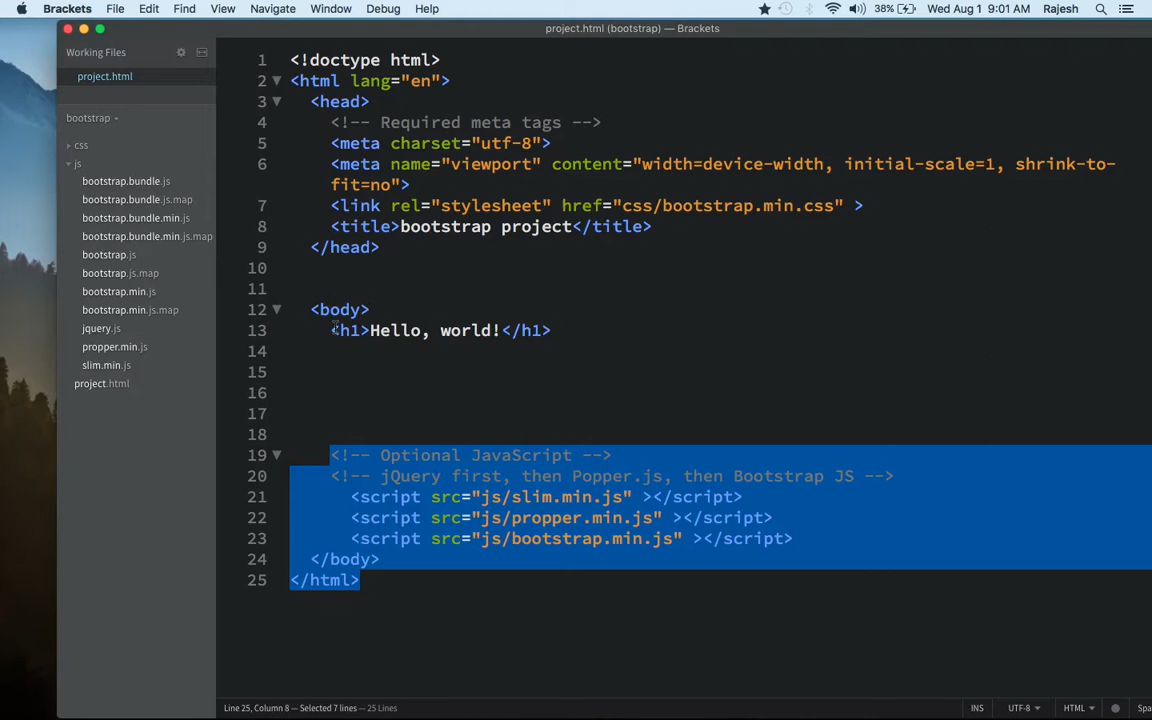 Brackets File Edit View Navigate Window Debug Help 38% Wed Aug 1 9:01 AM Rajesh
project.html (bootstrap) — Brackets
Working Files
project.html
bootstrap
css
js
bootstrap.bundle.js
bootstrap.bundle.js.map
bootstrap.bundle.min.js
bootstrap.bundle.min.js.map
bootstrap.js
bootstrap.js.map
bootstrap.min.js
bootstrap.min.js.map
jquery.js
propper.min.js
slim.min.js
project.html
1 <!doctype html>
2 <html lang="en">
3 <head>
4 <!-- Required meta tags -->
5 <meta charset="utf-8">
6 <meta name="viewport" content="width=device-width, initial-scale=1, shrink-to-
fit=no">
7 <link rel="stylesheet" href="css/bootstrap.min.css" >
8 <title>bootstrap project</title>
9 </head>
10
11
12 <body>
13 <h1>Hello, world!</h1>
14
15
16
17
18
19 <!-- Optional JavaScript -->
20 <!-- jQuery first, then Popper.js, then Bootstrap JS -->
21 <script src="js/slim.min.js" ></script>
22 <script src="js/propper.min.js" ></script>
23 <script src="js/bootstrap.min.js" ></script>
24 </body>
25 </html>
Line 25, Column 8 — Selected 7 lines — 25 Lines INS UTF-8 HTML Spa